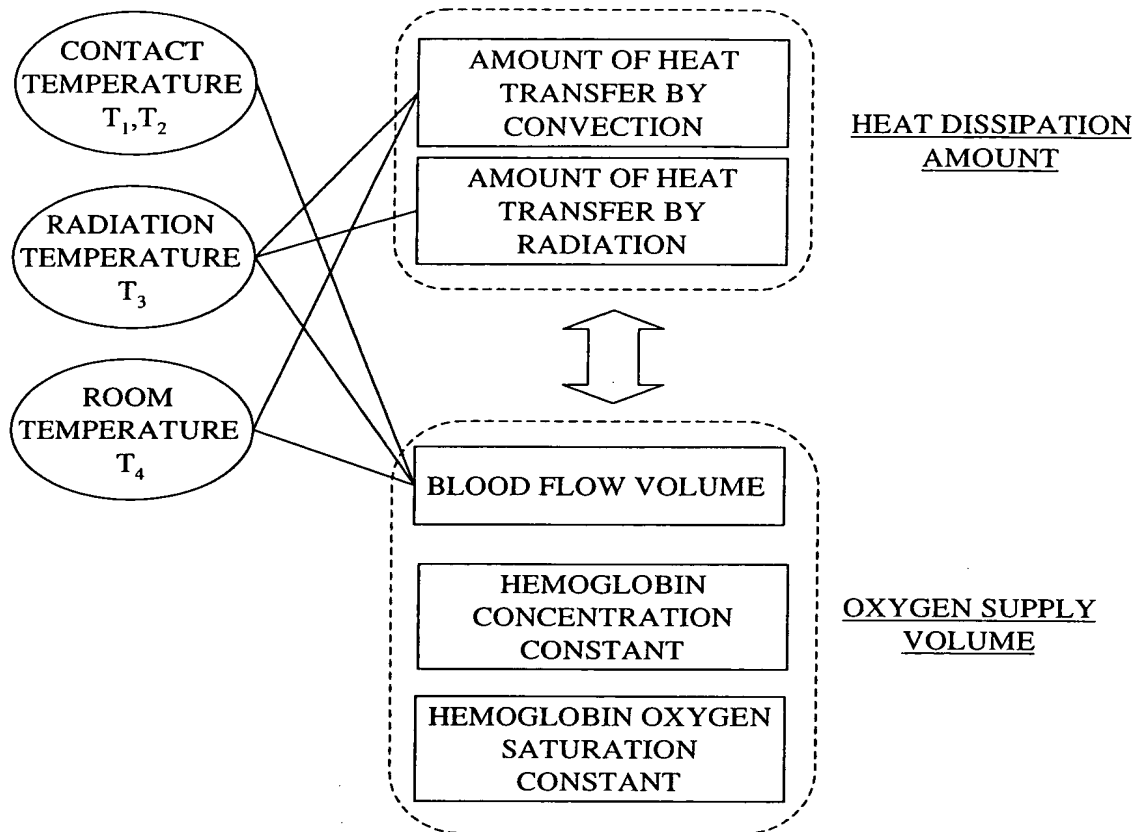 CONTACT
TEMPERATURE
T1,T2
RADIATION
TEMPERATURE
T3
ROOM
TEMPERATURE
T4
AMOUNT OF HEAT
TRANSFER BY
CONVECTION
AMOUNT OF HEAT
TRANSFER BY
RADIATION
HEAT DISSIPATION
AMOUNT
BLOOD FLOW VOLUME
HEMOGLOBIN
CONCENTRATION
CONSTANT
HEMOGLOBIN OXYGEN
SATURATION
CONSTANT
OXYGEN SUPPLY
VOLUME